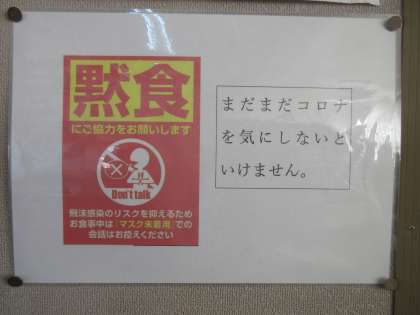 黙食
にご協力をお願いします
Don't talk
飛沫感染のリスクを抑えるため
お食事中は「マスク未着用」での
会話はお控えください
まだまだコロナ
を気にしないと
いけません。